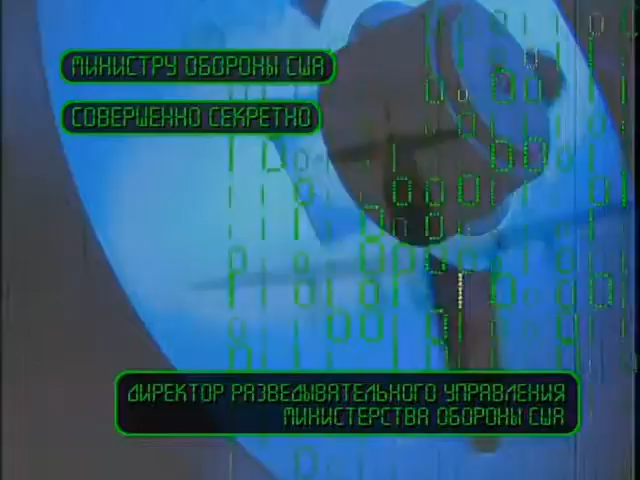 МИНИСТРУ ОБОРОНЫ США
СОВЕРШЕННО СЕКРЕТНО
ДИРЕКТОР РАЗВЕДЫВАТЕЛЬНОГО УПРАВЛЕНИЯ
МИНИСТЕРСТВА ОБОРОНЫ США